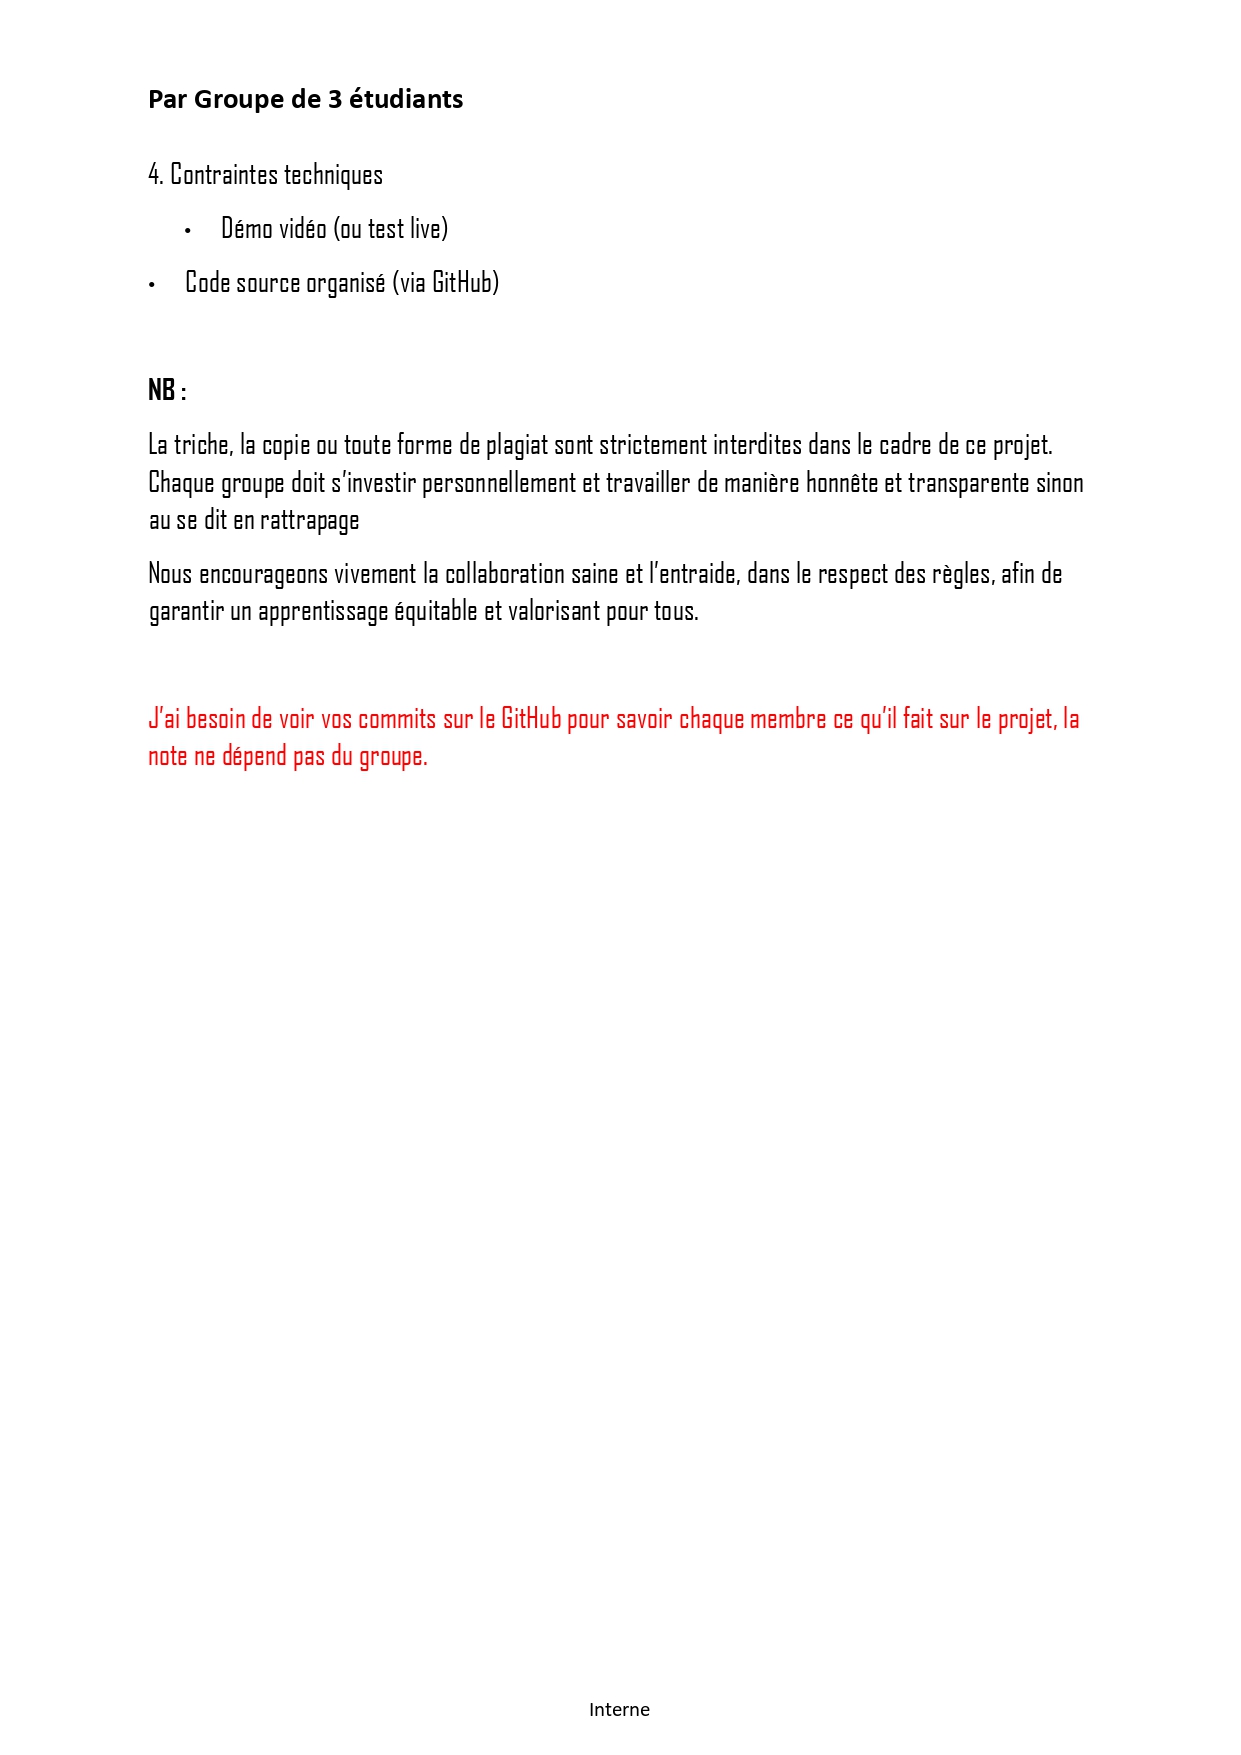 Par Groupe de 3 étudiants
4. Contraintes techniques
• Démo vidéo (ou test live)
• Code source organisé (via GitHub)
NB :
La triche, la copie ou toute forme de plagiat sont strictement interdites dans le cadre de ce projet.
Chaque groupe doit s’investir personnellement et travailler de manière honnête et transparente sinon
au se dit en rattrapage
Nous encourageons vivement la collaboration saine et l’entraide, dans le respect des règles, afin de
garantir un apprentissage équitable et valorisant pour tous.
J’ai besoin de voir vos commits sur le GitHub pour savoir chaque membre ce qu’il fait sur le projet, la
note ne dépend pas du groupe.
Interne